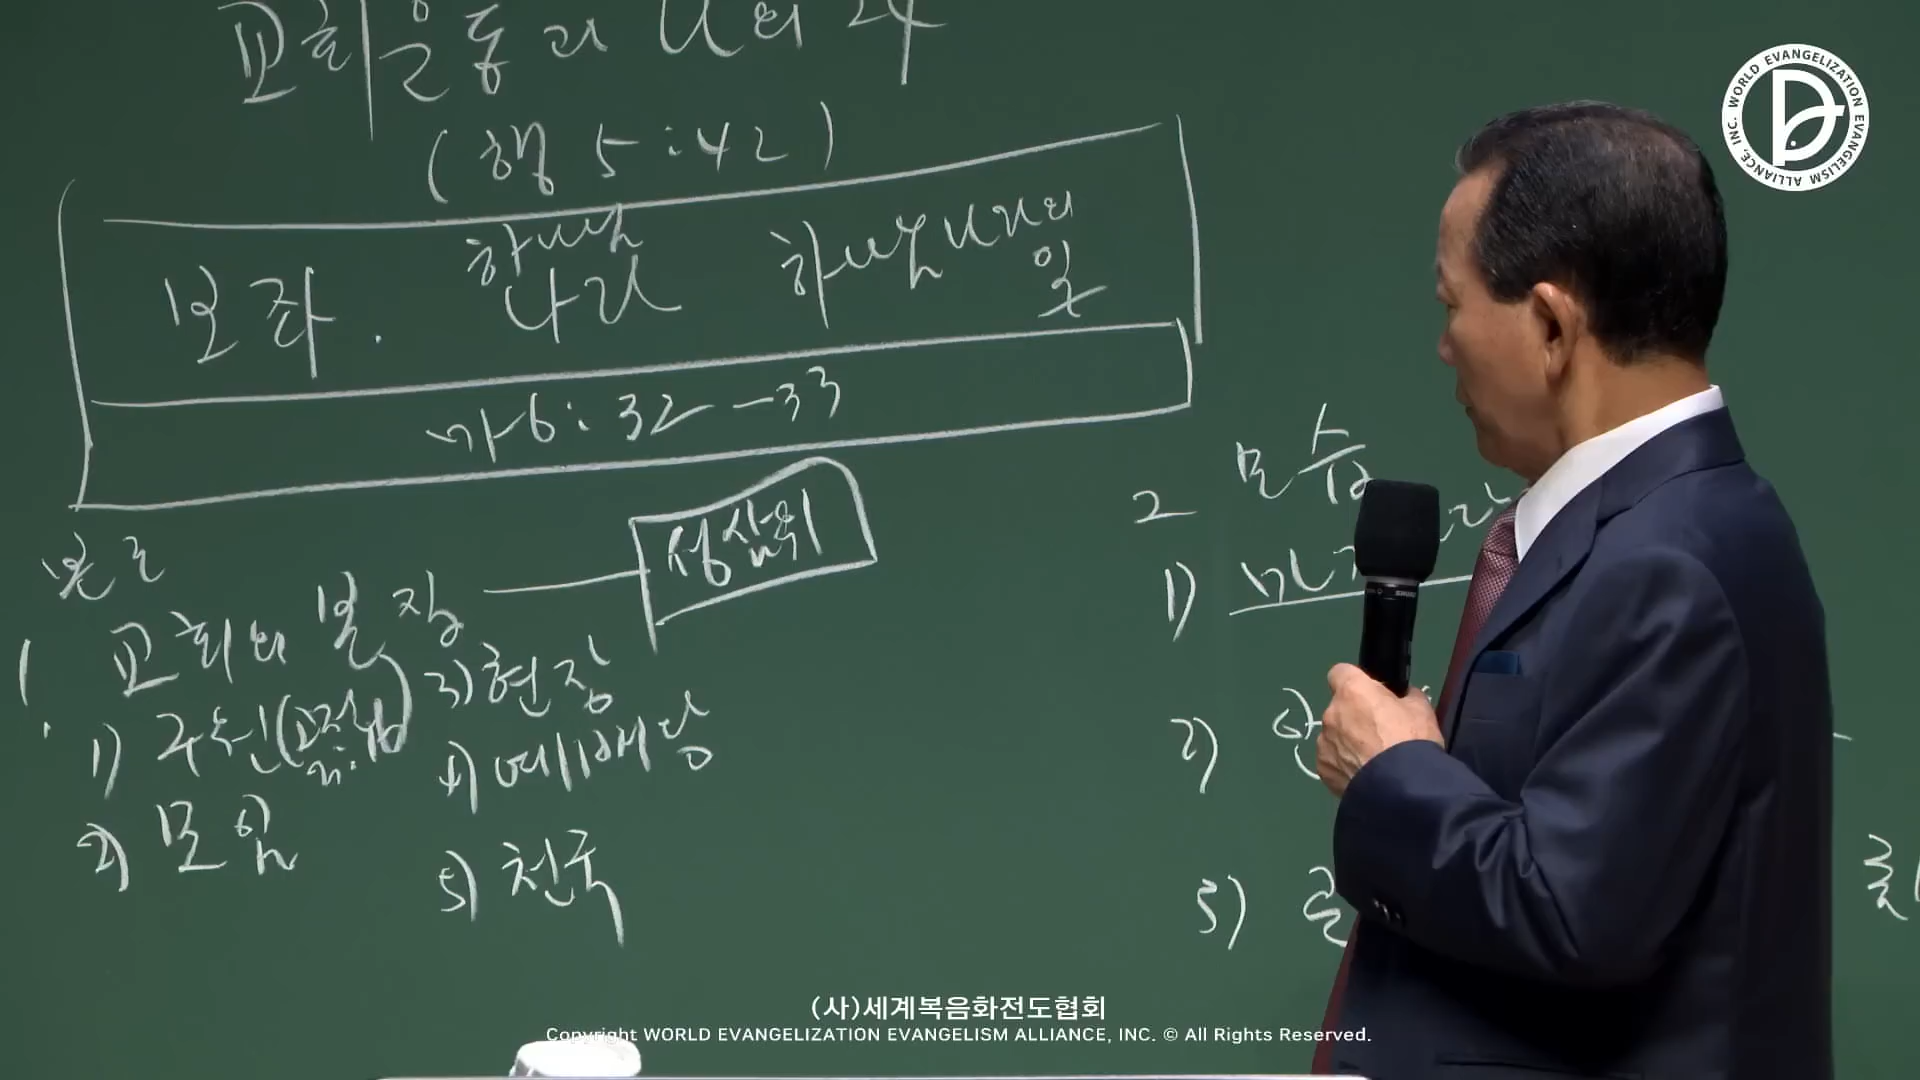 교회운동과 나의 24
(행 5:42)
보좌.
하나님
나라
하나님 나라의
일
마 6:32-33
본론
1. 교회의 본질
성삼위
1) 구원
2) 모임
3) 현장
4) 예배당
5) 천국
2 모습
1)
2)
3)
WORLD EVANGELIZATION EVANGELISM ALLIANCE, INC.
SHURE
(사)세계복음화전도협회
Copyright WORLD EVANGELIZATION EVANGELISM ALLIANCE, INC. © All Rights Reserved.